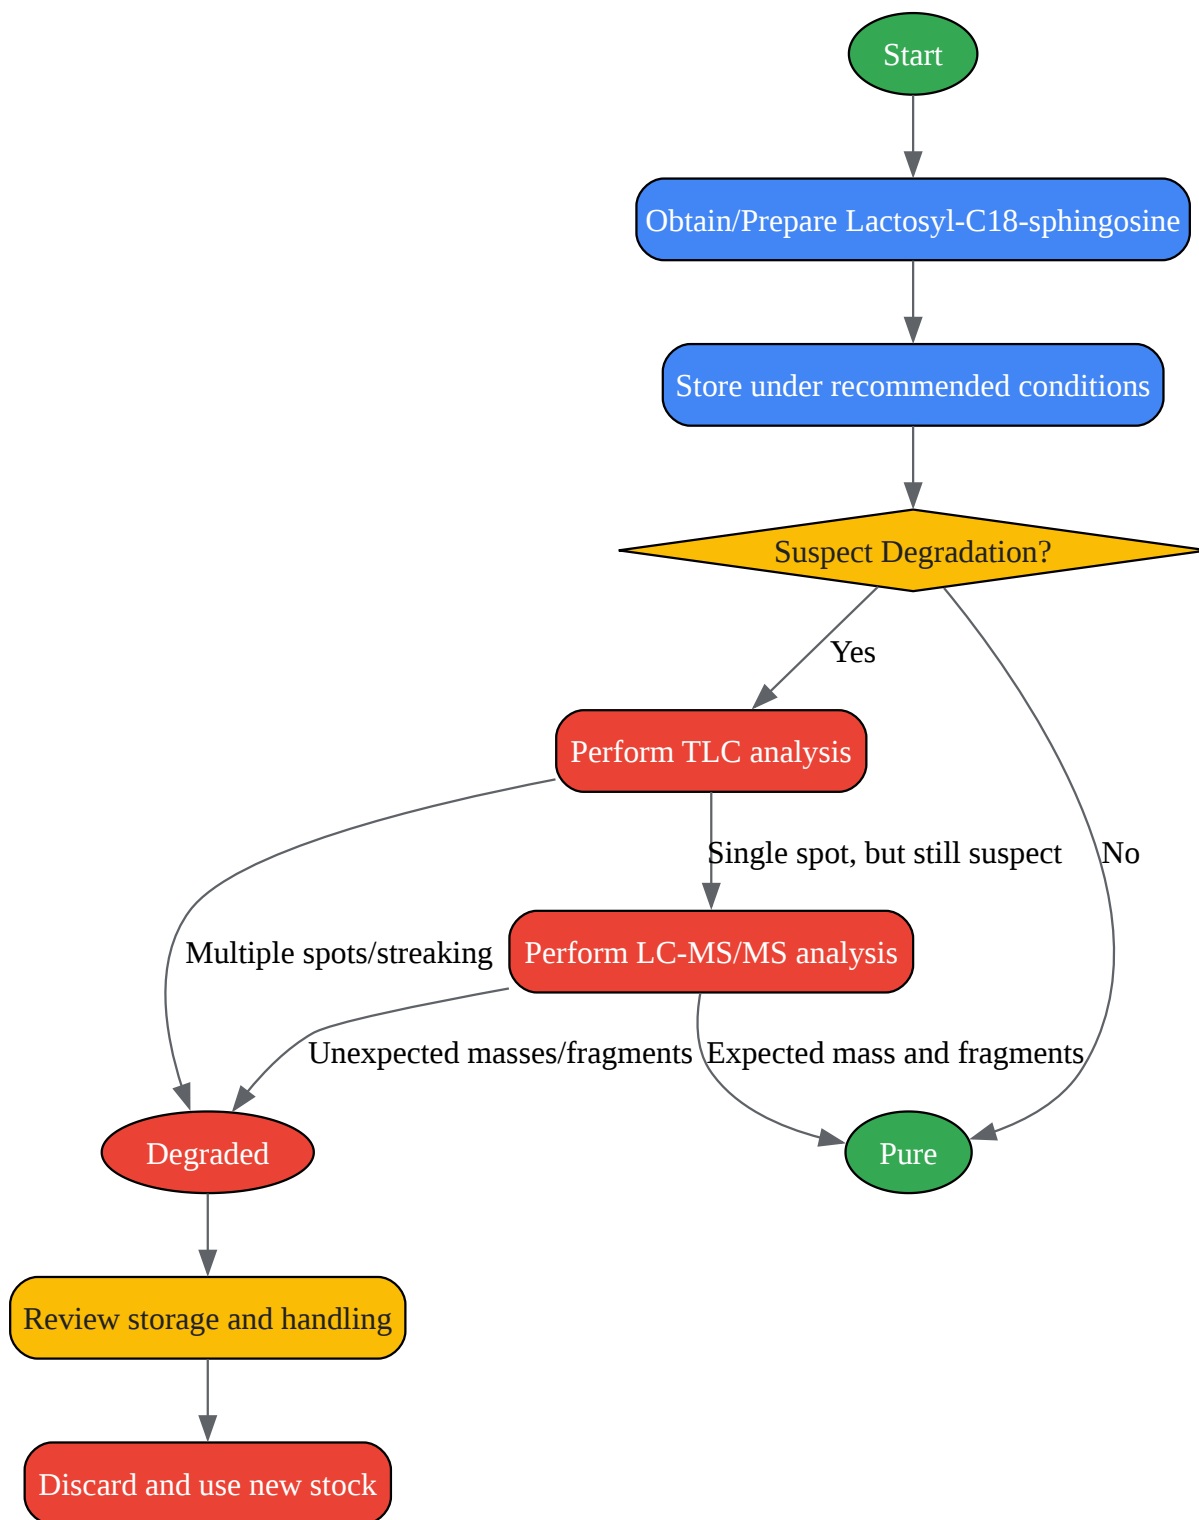 Start
Obtain/Prepare Lactosyl-C18-sphingosine
Store under recommended conditions
Suspect Degradation?
Yes
Perform TLC analysis
Single spot, but still suspect
No
Multiple spots/streaking
Perform LC-MS/MS analysis
Unexpected masses/fragments
Expected mass and fragments
Degraded
Pure
Review storage and handling
Discard and use new stock